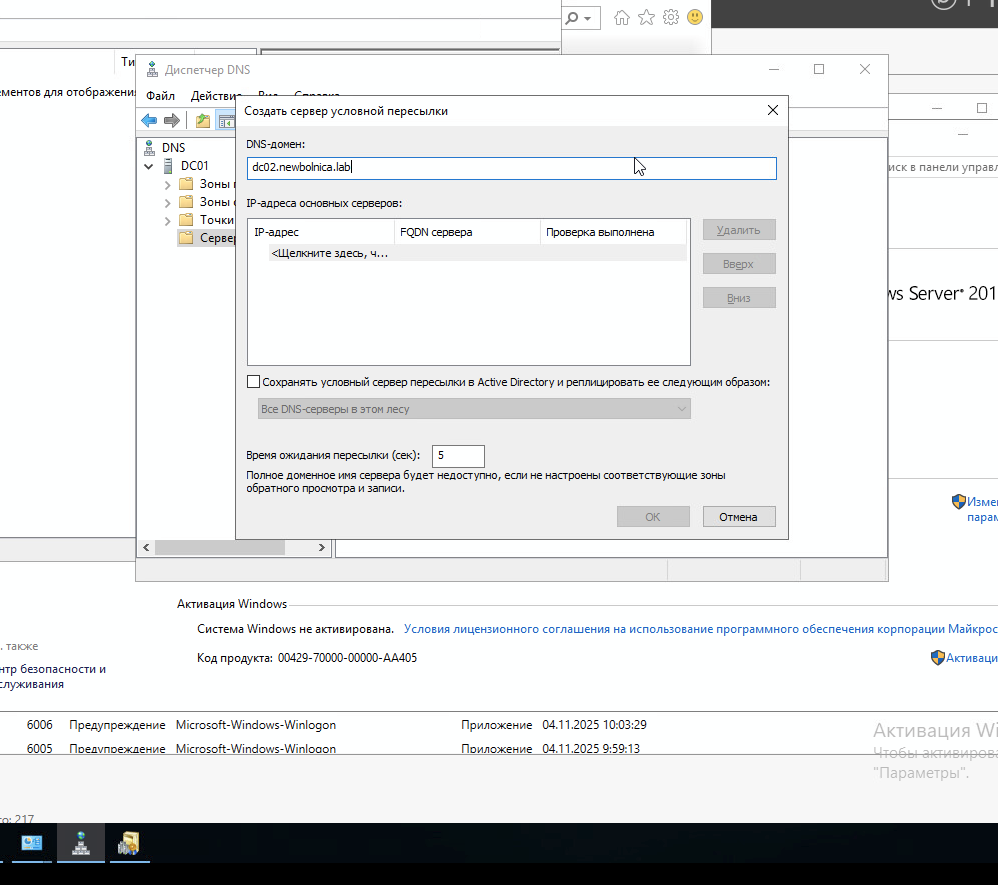 Ти
ементов для отображения
Диспетчер DNS
Файл Действие Вид Справка
Создать сервер условной пересылки
DNS-домен:
dc02.newbolnica.lab
IP-адреса основных серверов:
IP-адрес FQDN сервера Проверка выполнена
<Щелкните здесь, ч...
Удалить
Вверх
Вниз
Сохранять условный сервер пересылки в Active Directory и реплицировать ее следующим образом:
Все DNS-серверы в этом лесу
Время ожидания пересылки (сек): 5
Полное доменное имя сервера будет недоступно, если не настроены соответствующие зоны
обратного просмотра и записи.
ОК Отмена
DNS
DC01
Зоны
Зоны
Точки
Сервер
иск в панели управл
ws Server® 201
Измен
парам
Активация Windows
Система Windows не активирована. Условия лицензионного соглашения на использование программного обеспечения корпорации Майкрос
Код продукта: 00429-70000-00000-AA405
Активаци
. также
нтр безопасности и
служивания
6006 Предупреждение Microsoft-Windows-Winlogon Приложение 04.11.2025 10:03:29
6005 Предупреждение Microsoft-Windows-Winlogon Приложение 04.11.2025 9:59:13
Активация Wi
Чтобы активирова
"Параметры".
го: 217